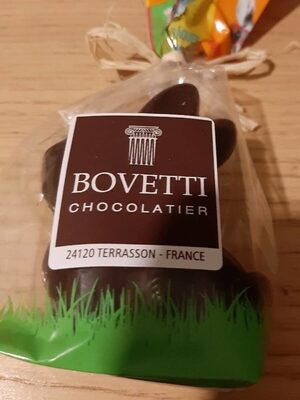 BOVETTI
CHOCOLATIER
24120 TERRASSON - FRANCE